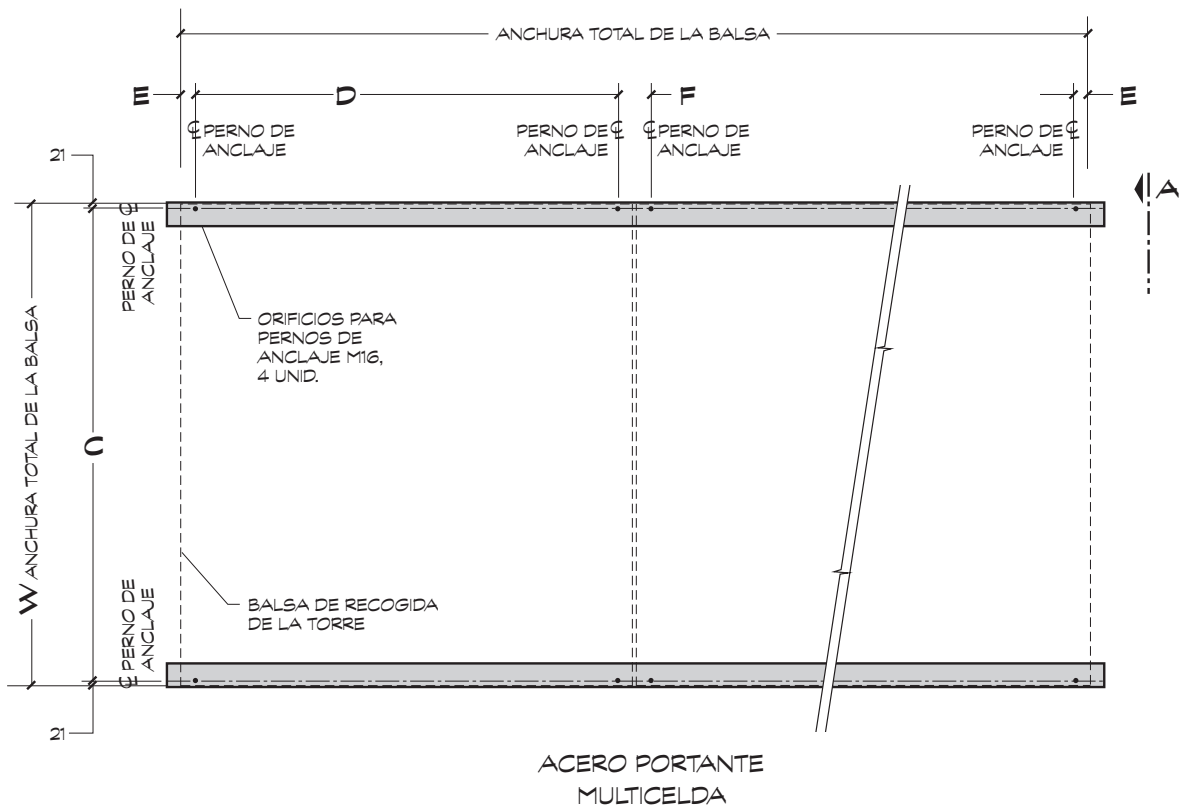 ANCHURA TOTAL DE LA BALSA
E
D
F
E
℄ PERNO DE
ANCLAJE
PERNO DE ℄
ANCLAJE
℄ PERNO DE
ANCLAJE
PERNO DE ℄
ANCLAJE
21
A
PERNO DE ℄
ANCLAJE
ORIFICIOS PARA
PERNOS DE
ANCLAJE M16,
4 UNID.
W ANCHURA TOTAL DE LA BALSA
C
BALSA DE RECOGIDA
DE LA TORRE
℄ PERNO DE
ANCLAJE
21
ACERO PORTANTE
MULTICELDA